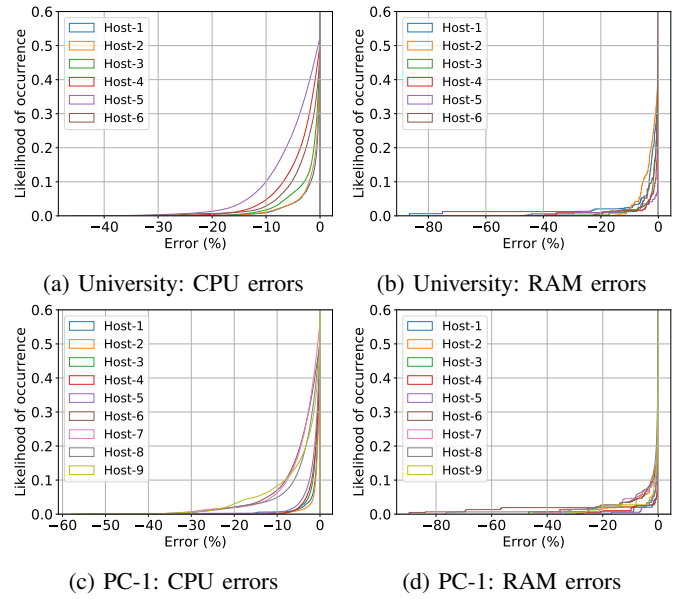 0.6
0.5
0.4
0.3
0.2
0.1
0.0
Likelihood of occurrence
Host-1
Host-2
Host-3
Host-4
Host-5
Host-6
−40 −30 −20 −10 0
Error (%)
(a) University: CPU errors
0.6
0.5
0.4
0.3
0.2
0.1
0.0
Likelihood of occurrence
Host-1
Host-2
Host-3
Host-4
Host-5
Host-6
−80 −60 −40 −20 0
Error (%)
(b) University: RAM errors
0.6
0.5
0.4
0.3
0.2
0.1
0.0
Likelihood of occurrence
Host-1
Host-2
Host-3
Host-4
Host-5
Host-6
Host-7
Host-8
Host-9
−60 −50 −40 −30 −20 −10 0
Error (%)
(c) PC-1: CPU errors
0.6
0.5
0.4
0.3
0.2
0.1
0.0
Likelihood of occurrence
Host-1
Host-2
Host-3
Host-4
Host-5
Host-6
Host-7
Host-8
Host-9
−80 −60 −40 −20 0
Error (%)
(d) PC-1: RAM errors